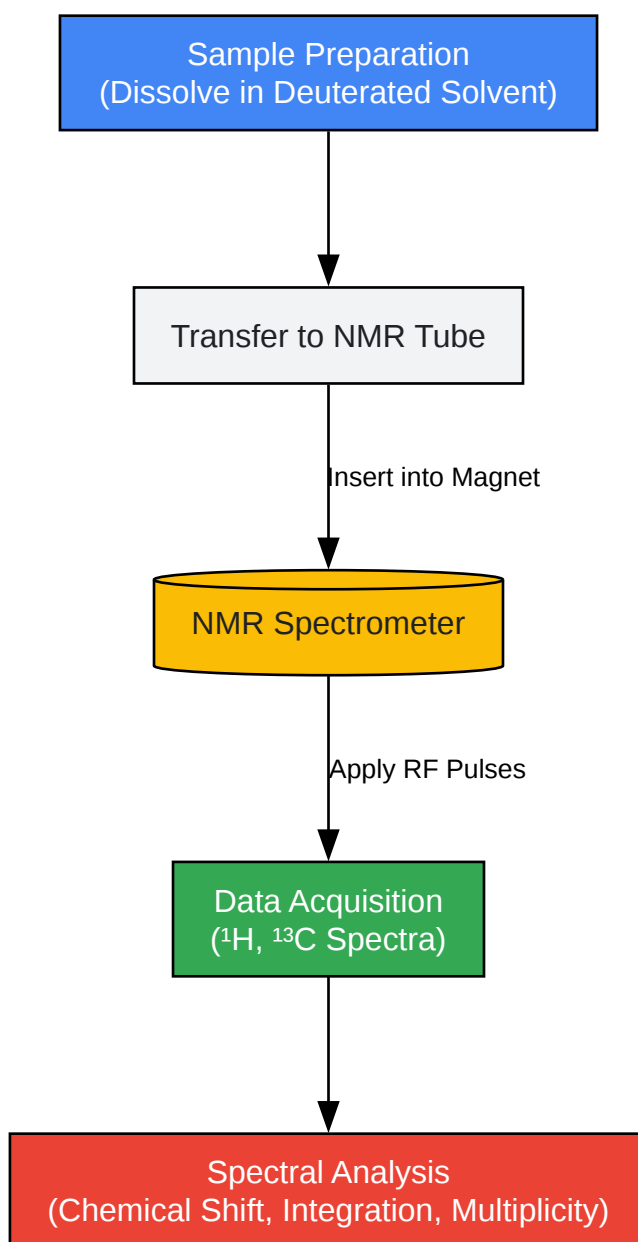 Sample Preparation
(Dissolve in Deuterated Solvent)
Transfer to NMR Tube
Insert into Magnet
NMR Spectrometer
Apply RF Pulses
Data Acquisition
(¹H, ¹³C Spectra)
Spectral Analysis
(Chemical Shift, Integration, Multiplicity)